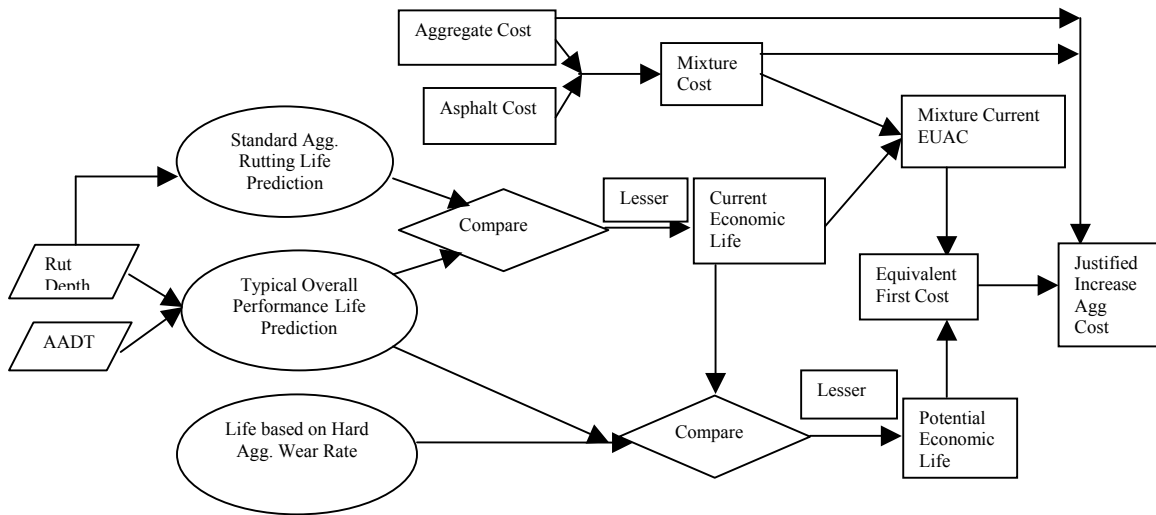 Aggregate Cost
Asphalt Cost
Mixture
Cost
Mixture Current
EUAC
Standard Agg.
Rutting Life
Prediction
Compare
Lesser
Current
Economic
Life
Rut
Depth
AADT
Typical Overall
Performance Life
Prediction
Equivalent
First Cost
Justified
Increase
Agg
Cost
Life based on Hard
Agg. Wear Rate
Compare
Lesser
Potential
Economic
Life